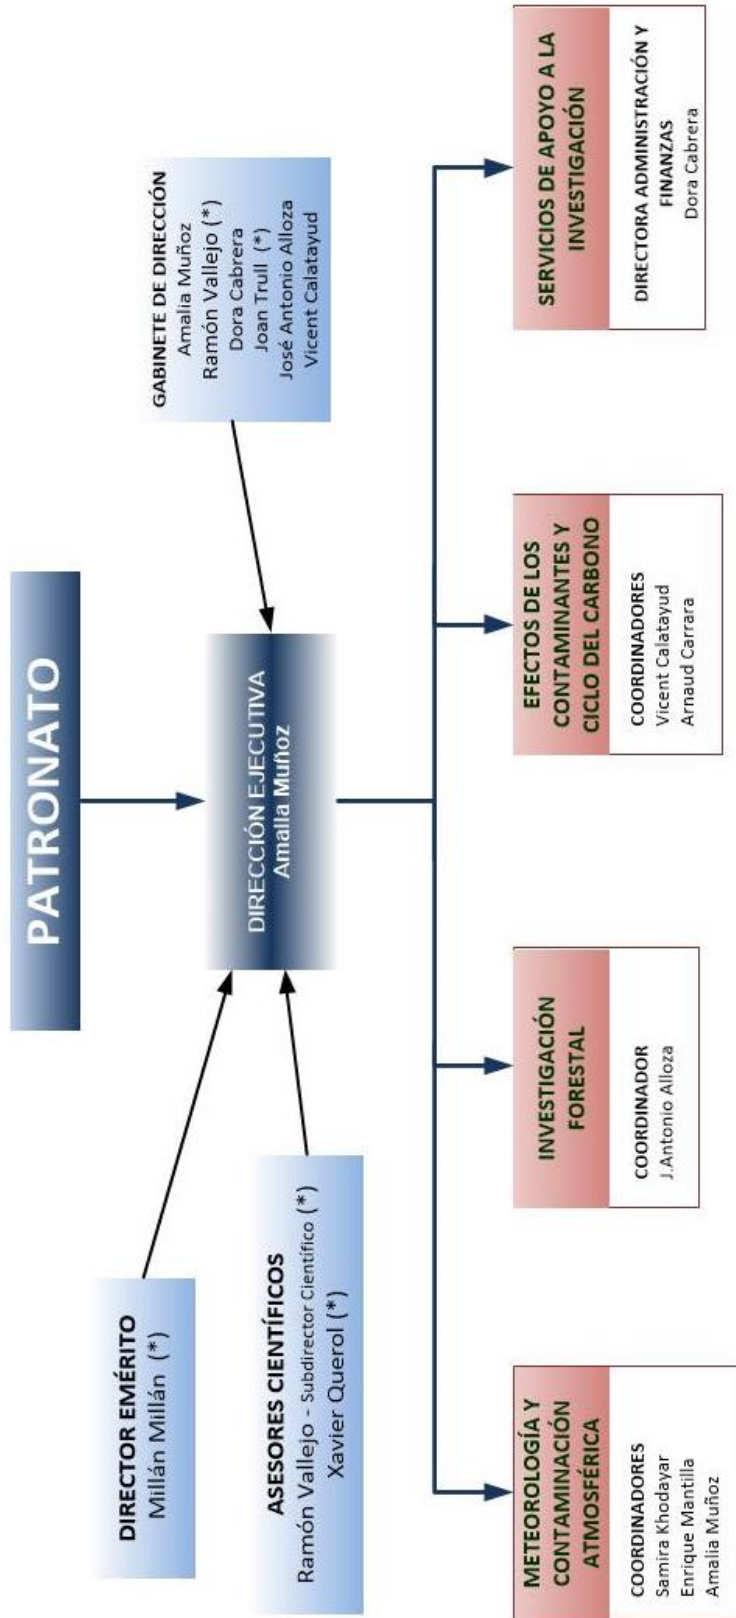 PATRONATO
DIRECTOR EMÉRITO
Millán Millán (*)
ASESORES CIENTÍFICOS
Ramón Vallejo - Subdirector Científico (*)
Xavier Querol (*)
DIRECCIÓN EJECUTIVA
Amalia Muñoz
GABINETE DE DIRECCIÓN
Amalia Muñoz
Ramón Vallejo (*)
Dora Cabrera
Joan Trull (*)
José Antonio Alloza
Vicent Calatayud
METEOROLOGÍA Y
CONTAMINACIÓN
ATMOSFÉRICA
COORDINADORES
Samira Khodayar
Enrique Mantilla
Amalia Muñoz
INVESTIGACIÓN
FORESTAL
COORDINADOR
J.Antonio Alloza
EFECTOS DE LOS
CONTAMINANTES Y
CICLO DEL CARBONO
COORDINADORES
Vicent Calatayud
Arnaud Carrara
SERVICIOS DE APOYO A LA
INVESTIGACIÓN
DIRECTORA ADMINISTRACIÓN Y
FINANZAS
Dora Cabrera